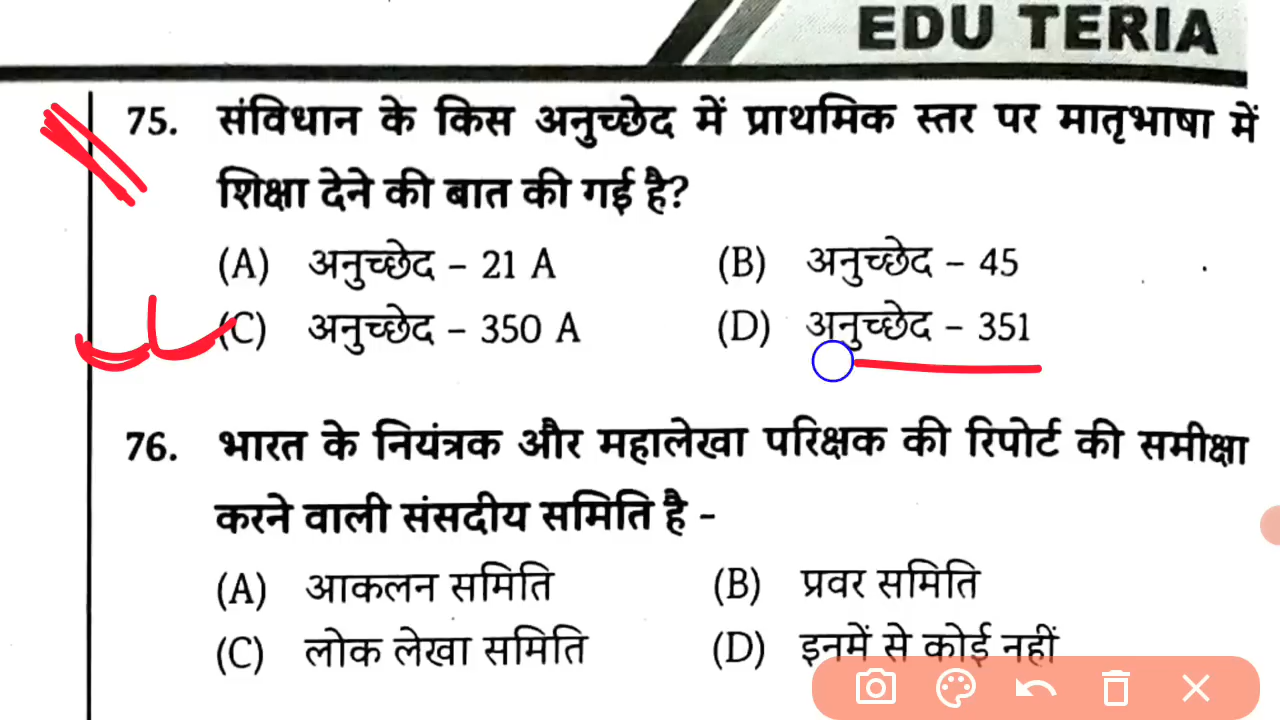 EDU TERIA
75. संविधान के किस अनुच्छेद में प्राथमिक स्तर पर मातृभाषा में
शिक्षा देने की बात की गई है?
(A) अनुच्छेद – 21 A (B) अनुच्छेद – 45
(C) अनुच्छेद – 350 A (D) अनुच्छेद – 351
76. भारत के नियंत्रक और महालेखा परिक्षक की रिपोर्ट की समीक्षा
करने वाली संसदीय समिति है -
(A) आकलन समिति (B) प्रवर समिति
(C) लोक लेखा समिति (D) इनमें से कोई नहीं